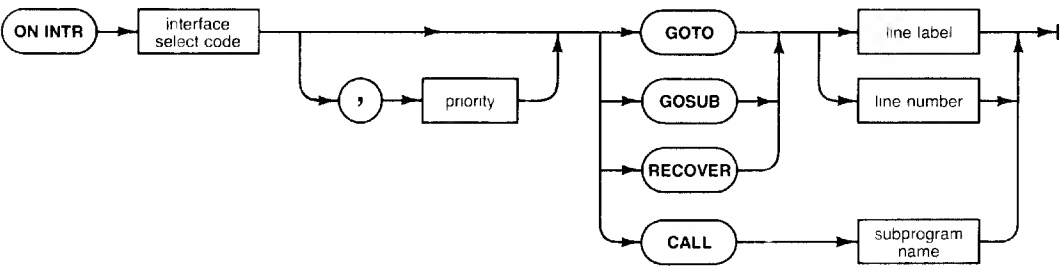 ON INTR
interface
select code
,
priority
GOTO
GOSUB
RECOVER
CALL
line label
line number
subprogram
name